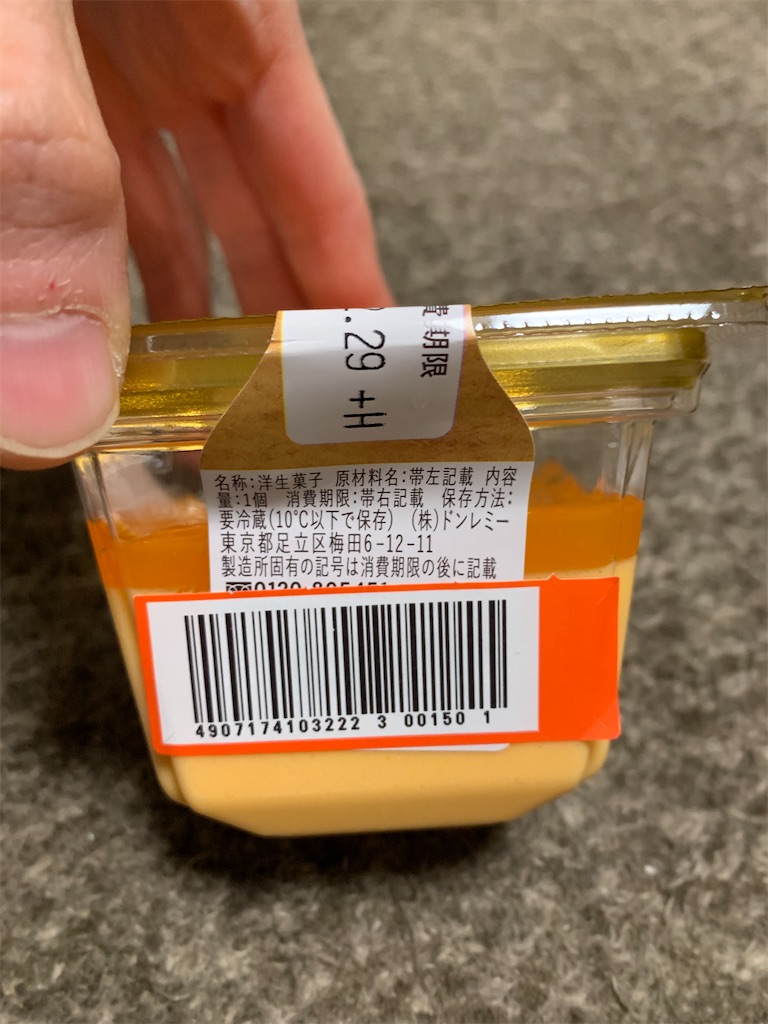 費期限
.29 +H
名称:洋生菓子 原材料名:帯左記載 内容
量:1個 消費期限:帯右記載 保存方法:
要冷蔵(10℃以下で保存) (株)ドンレミー
東京都足立区梅田6-12-11
製造所固有の記号は消費期限の後に記載
4907174103222 3 00150 1